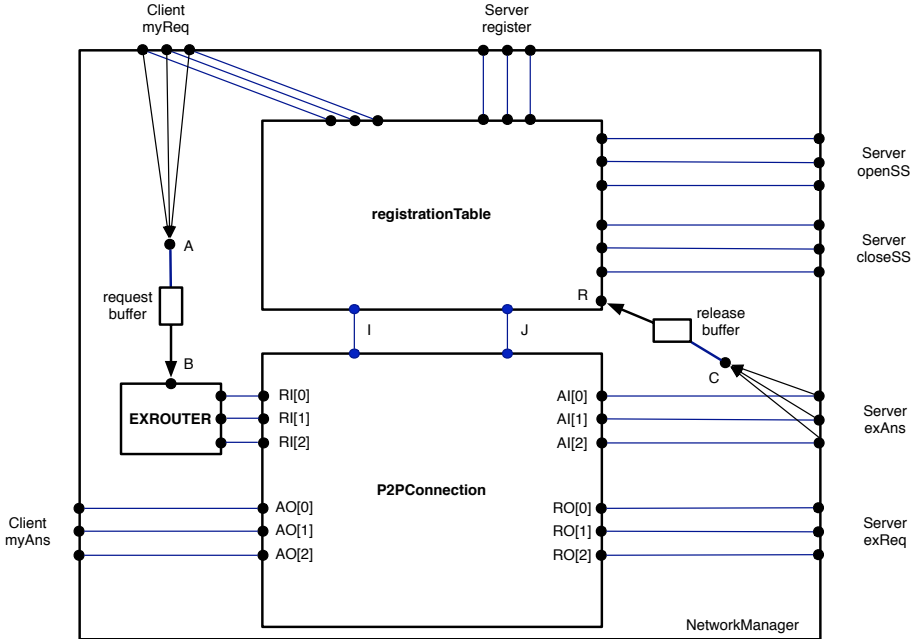 Client
myReq
Server
register
Server
openSS
registrationTable
A
Server
closeSS
request
buffer
R
release
buffer
I
J
B
C
EXROUTER
RI[0]
RI[1]
RI[2]
AI[0]
AI[1]
AI[2]
Server
exAns
P2PConnection
Client
myAns
AO[0]
AO[1]
AO[2]
RO[0]
RO[1]
RO[2]
Server
exReq
NetworkManager